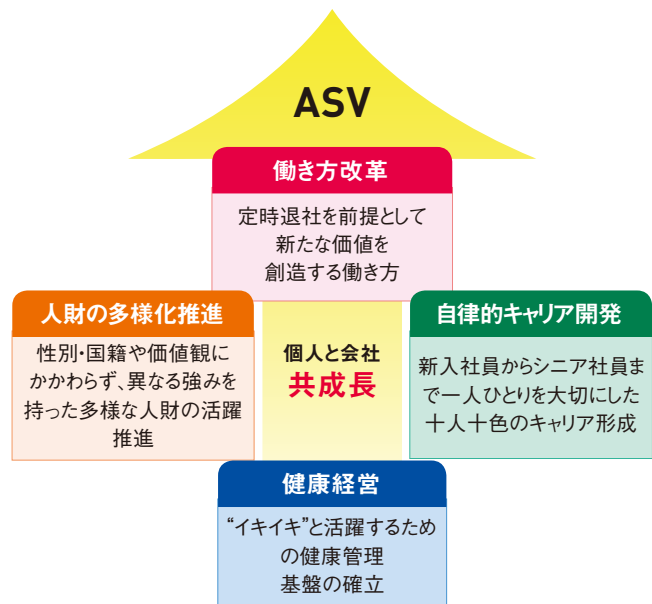 ASV
働き方改革
定時退社を前提として
新たな価値を
創造する働き方
人財の多様化推進
性別・国籍や価値観に
かかわらず、異なる強みを
持った多様な人財の活躍
推進
個人と会社
共成長
自律的キャリア開発
新入社員からシニア社員ま
で一人ひとりを大切にした
十人十色のキャリア形成
健康経営
“イキイキ”と活躍するため
の健康管理
基盤の確立